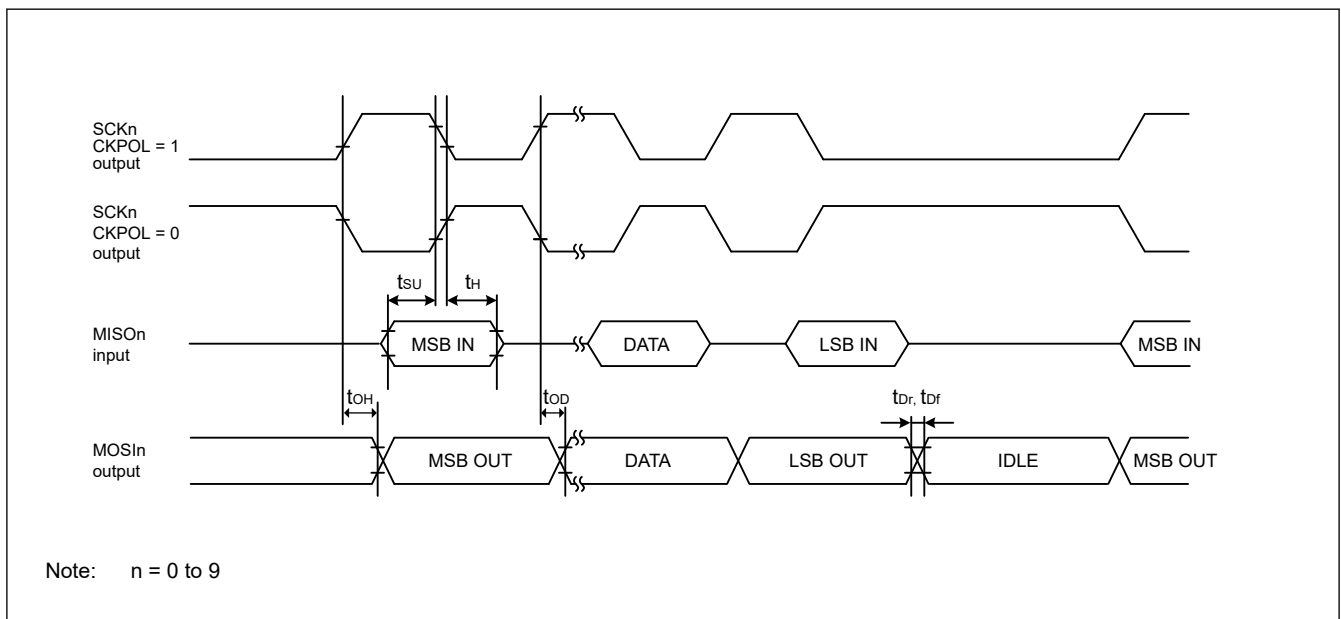 SCKn
CKPOL = 1
output
SCKn
CKPOL = 0
output
tSU
tH
MISOn
input
MSB IN
DATA
LSB IN
MSB IN
tOH
tOD
tDr, tDf
MOSIn
output
MSB OUT
DATA
LSB OUT
IDLE
MSB OUT
Note: n = 0 to 9